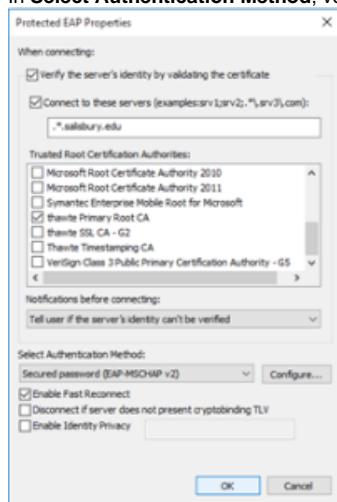 In Select Authentication Method, ve
Protected EAP Properties
When connecting:
Verify the server's identity by validating the certificate
Connect to these servers (examples:srv1;srv2;.*\.srv3\.com):
.*.salisbury.edu
Trusted Root Certification Authorities:
Microsoft Root Certificate Authority 2010
Microsoft Root Certificate Authority 2011
Symantec Enterprise Mobile Root for Microsoft
thawte Primary Root CA
thawte SSL CA - G2
Thawte Timestamping CA
VeriSign Class 3 Public Primary Certification Authority - G5
Notifications before connecting:
Tell user if the server's identity can't be verified
Select Authentication Method:
Secured password (EAP-MSCHAP v2) Configure...
Enable Fast Reconnect
Disconnect if server does not present cryptobinding TLV
Enable Identity Privacy
OK Cancel